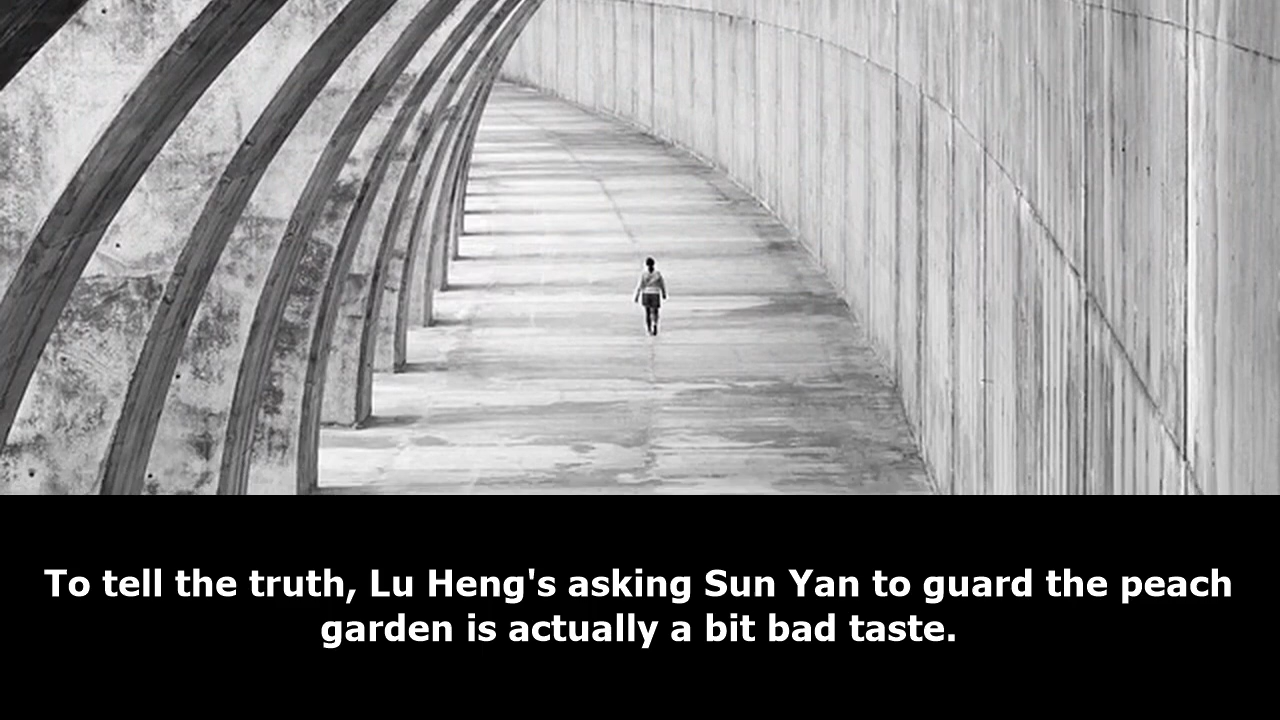 To tell the truth, Lu Heng's asking Sun Yan to guard the peach
garden is actually a bit bad taste.